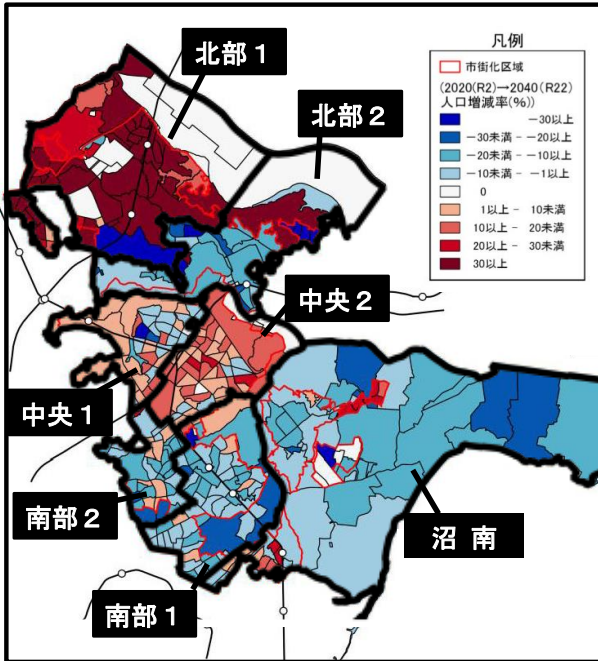 北部1
北部2
中央2
中央1
南部2
南部1
沼南
凡例
市街化区域
(2020(R2)→2040(R22)
人口増減率(%))
-30以上
-30未満 - -20以上
-20未満 - -10以上
-10未満 - -1以上
0
1以上 - 10未満
10以上 - 20未満
20以上 - 30未満
30以上